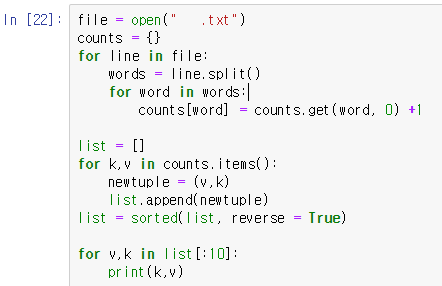 In [22]:
file = open("   .txt")
counts = {}
for line in file:
    words = line.split()
    for word in words:
        counts[word] = counts.get(word, 0) +1
list = []
for k,v in counts.items():
    newtuple = (v,k)
    list.append(newtuple)
list = sorted(list, reverse = True)
for v,k in list[:10]:
    print(k,v)